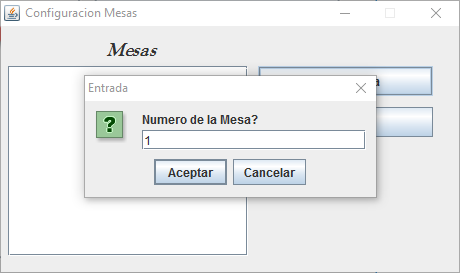 Configuracion Mesas
Mesas
Entrada
Numero de la Mesa?
1
Aceptar
Cancelar